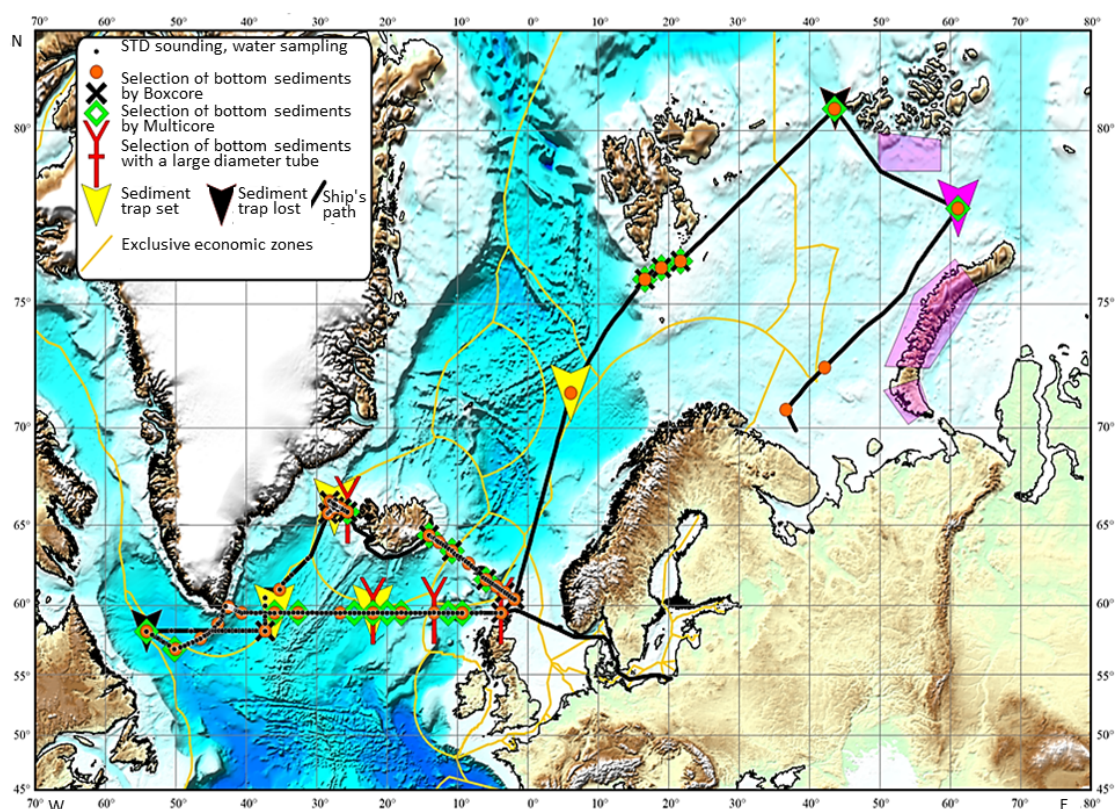 70° 60° 50° 40° 30° 20° 10° 0° 10° 20° 30° 40° 50° 60° 70° 80°
N
STD sounding, water sampling
Selection of bottom sediments
by Boxcore
Selection of bottom sediments
by Multicore
Selection of bottom sediments
with a large diameter tube
Sediment
trap set
Sediment
trap lost
Ship's
path
Exclusive economic zones
80° 80°
75° 75°
70° 70°
65° 65°
60° 60°
55° 55°
50° 50°
45° 45°
70° 60° 50° 40° 30° 20° 10° 0 10° 20° 30° 40° 50° 60° 70° 80°
W E